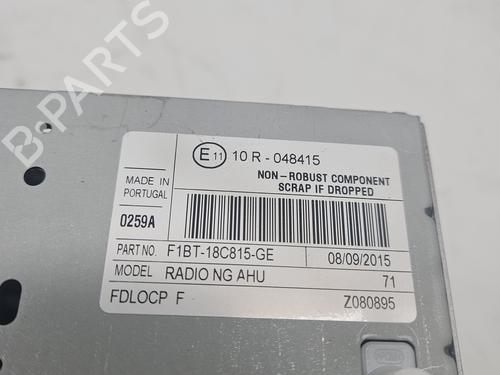 B-PARTS
E11 10 R - 048415
NON - ROBUST COMPONENT
SCRAP IF DROPPED
MADE IN
PORTUGAL
0259A
PART NO. F1BT-18C815-GE 08/09/2015
MODEL RADIO NG AHU 71
FDLOCP F Z080895